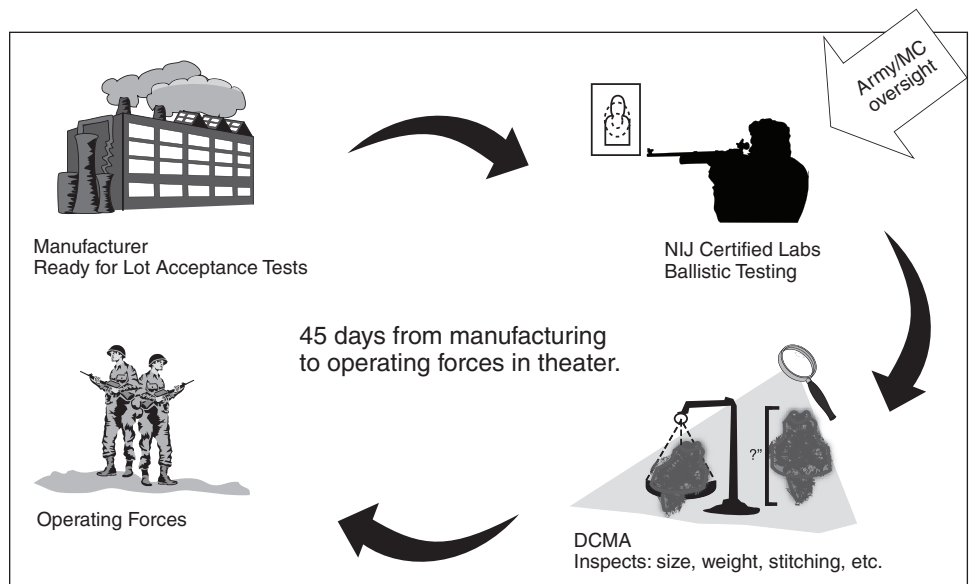 Army/MC
oversight
Manufacturer
Ready for Lot Acceptance Tests
NIJ Certified Labs
Ballistic Testing
45 days from manufacturing
to operating forces in theater.
?”
Operating Forces
DCMA
Inspects: size, weight, stitching, etc.